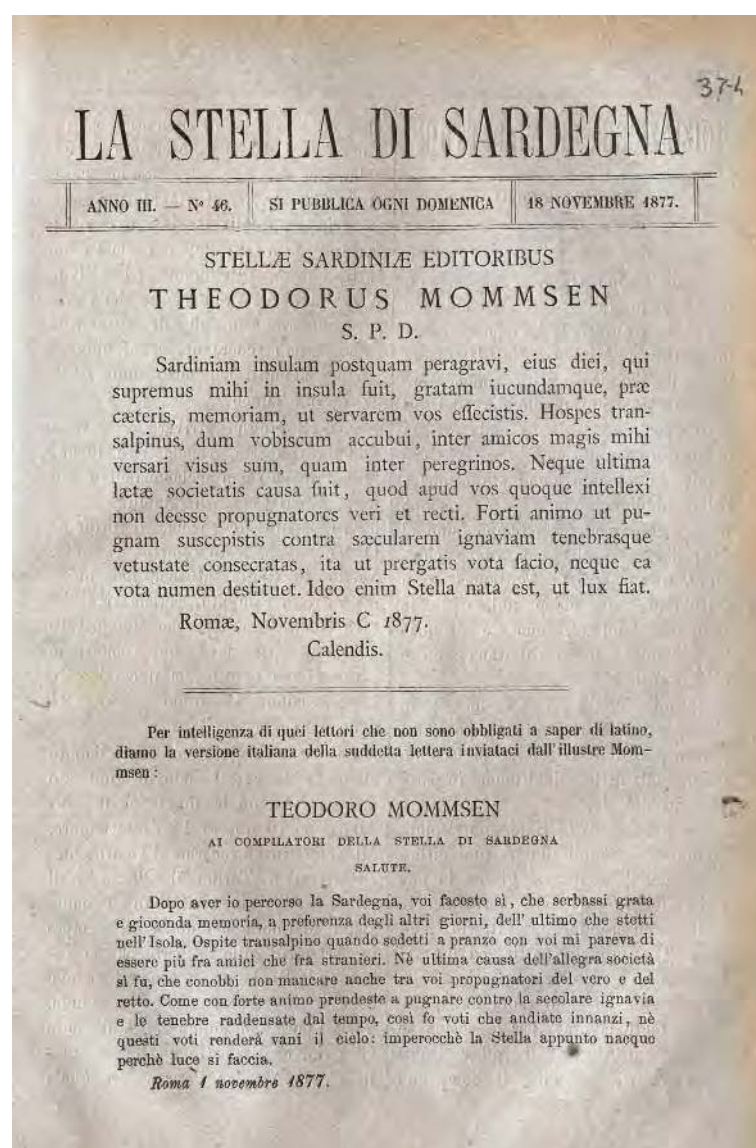 374
LA STELLA DI SARDEGNA
ANNO III. — Nº 46. SI PUBBLICA OGNI DOMENICA 18 NOVEMBRE 1877.
STELLÆ SARDINIÆ EDITORIBUS
THEODORUS MOMMSEN
S. P. D.
Sardiniam insulam postquam peragravi, eius diei, qui
supremus mihi in insula fuit, gratam iucundamque, præ
cæteris, memoriam, ut servarem vos effecistis. Hospes tran-
salpinus, dum vobiscum accubui, inter amicos magis mihi
versari visus sum, quam inter peregrinos. Neque ultima
lætæ societatis causa fuit, quod apud vos quoque intellexi
non deesse propugnatores veri et recti. Forti animo ut pu-
gnam suscepistis contra sæcularem ignaviam tenebrasque
vetustate consecratas, ita ut prergatis vota facio, neque ea
vota numen destituet. Ideo enim Stella nata est, ut lux fiat.
Romæ, Novembris C 1877.
Calendis.
Per intelligenza di quei lettori che non sono obbligati a saper di latino,
diamo la versione italiana della suddetta lettera inviataci dall'illustre Mom-
msen:
TEODORO MOMMSEN
AI COMPILATORI DELLA STELLA DI SARDEGNA
SALUTE.
Dopo aver io percorso la Sardegna, voi faceste sì, che serbassi grata
e gioconda memoria, a preferenza degli altri giorni, dell' ultimo che stetti
nell'Isola. Ospite transalpino quando sedetti a pranzo con voi mi pareva di
essere più fra amici che fra stranieri. Nè ultima causa dell'allegra società
si fu, che conobbi non mancare anche tra voi propugnatori del vero e del
retto. Come con forte animo prendeste a pugnare contro la secolare ignavia
e le tenebre raddensate dal tempo, così fo voti che andiate innanzi, nè
questi voti renderà vani il cielo: imperocchè la Stella appunto nacque
perchè luce si faccia.
Roma 1 novembre 1877.